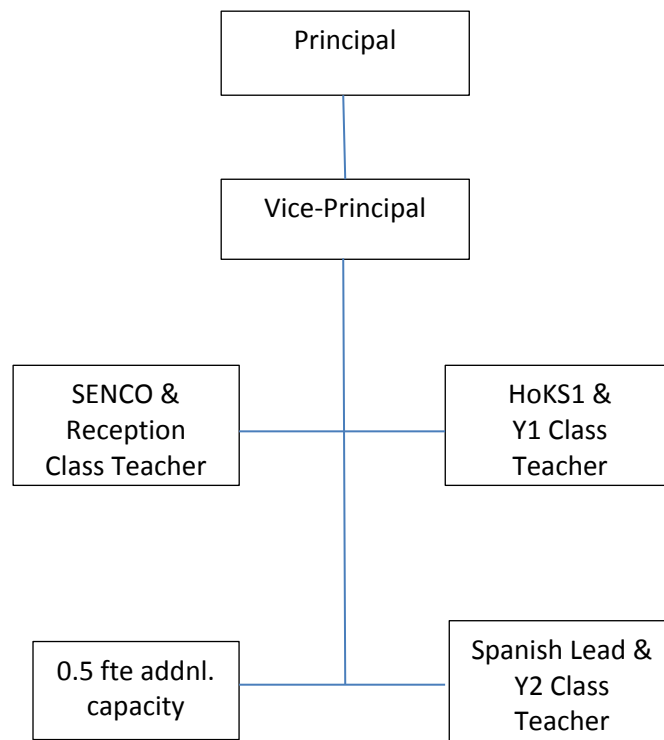 Principal
Vice-Principal
SENCO &
Reception
Class Teacher
HoKS1 &
Y1 Class
Teacher
0.5 fte addnl.
capacity
Spanish Lead &
Y2 Class
Teacher